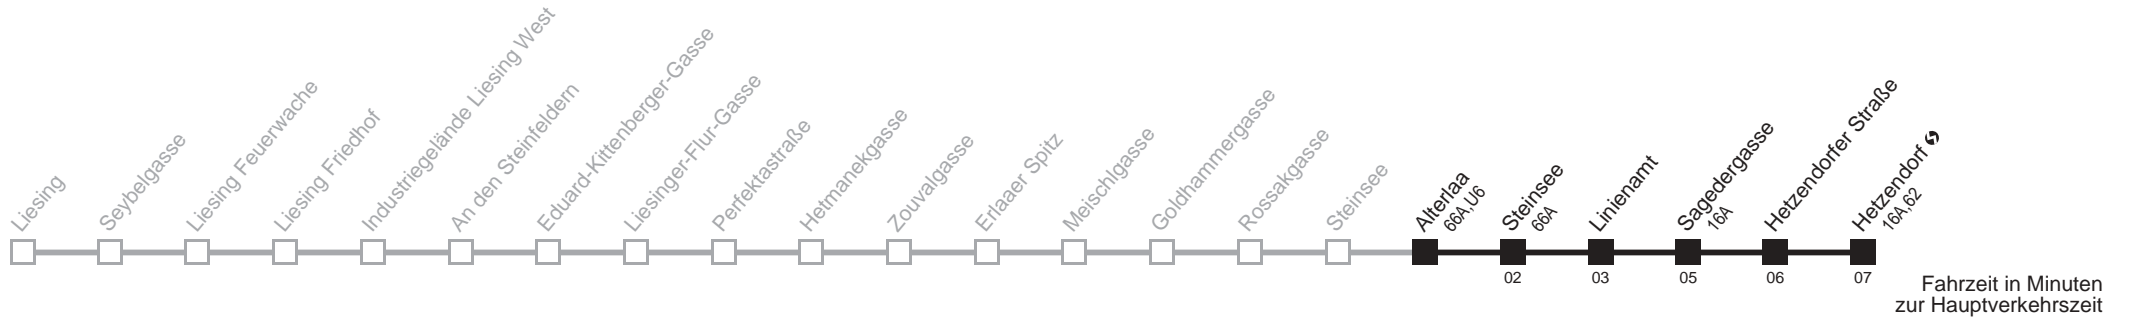 Liesing
Seybelgasse
Liesing Feuerwache
Liesing Friedhof
Industriegelände Liesing West
An den Steinfeldern
Eduard-Kittenberger-Gasse
Liesinger-Flur-Gasse
Perfektastraße
Hetmanekgasse
Zouvalgasse
Erlaaer Spitz
Meischlgasse
Goldhammergasse
Rossakgasse
Steinsee
Alterlaa
66A,U6
Steinsee
66A
Linienamt
Sagedergasse
16A
Hetzendorfer Straße
Hetzendorf
16A,62
02 03 05 06 07
Fahrzeit in Minuten
zur Hauptverkehrszeit